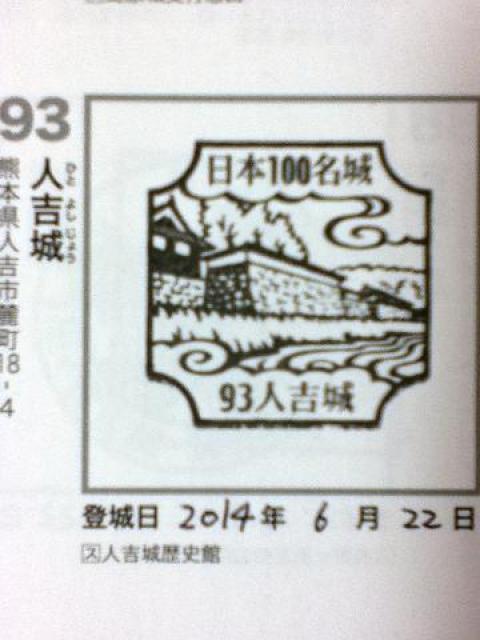 93
人吉城
ひとよしじょう
熊本県人吉市麓町18-4
日本100名城
93人吉城
登城日 2014年 6月 22日
ス人吉城歴史館